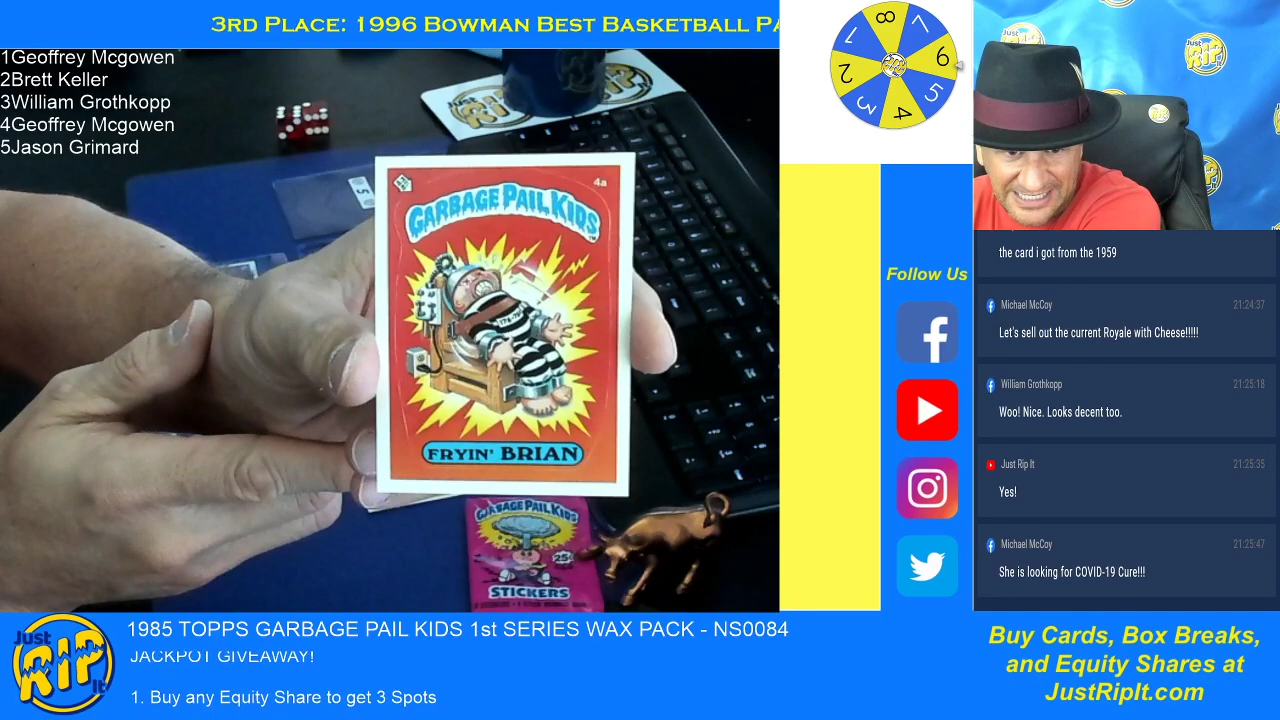 3RD PLACE: 1996 BOWMAN BEST BASKETBALL PA
1Geoffrey Mcgowen
2Brett Keller
3William Grothkopp
4Geoffrey Mcgowen
5Jason Grimard
JUST RIP It
4a
GARBAGE PAIL KIDS
TM
FRYIN' BRIAN
GARBAGE PAIL KIDS
25¢
STICKERS
1
2
3
4
5
6
7
8
Follow Us
the card i got from the 1959
Michael McCoy 21:24:37
Let's sell out the current Royale with Cheese!!!!!
William Grothkopp 21:25:18
Woo! Nice. Looks decent too.
Just Rip It 21:25:35
Yes!
Michael McCoy 21:25:47
She is looking for COVID-19 Cure!!!
Just RIP It
1985 TOPPS GARBAGE PAIL KIDS 1st SERIES WAX PACK - NS0084
JACKPOT GIVEAWAY!
1. Buy any Equity Share to get 3 Spots
Buy Cards, Box Breaks,
and Equity Shares at
JustRipIt.com